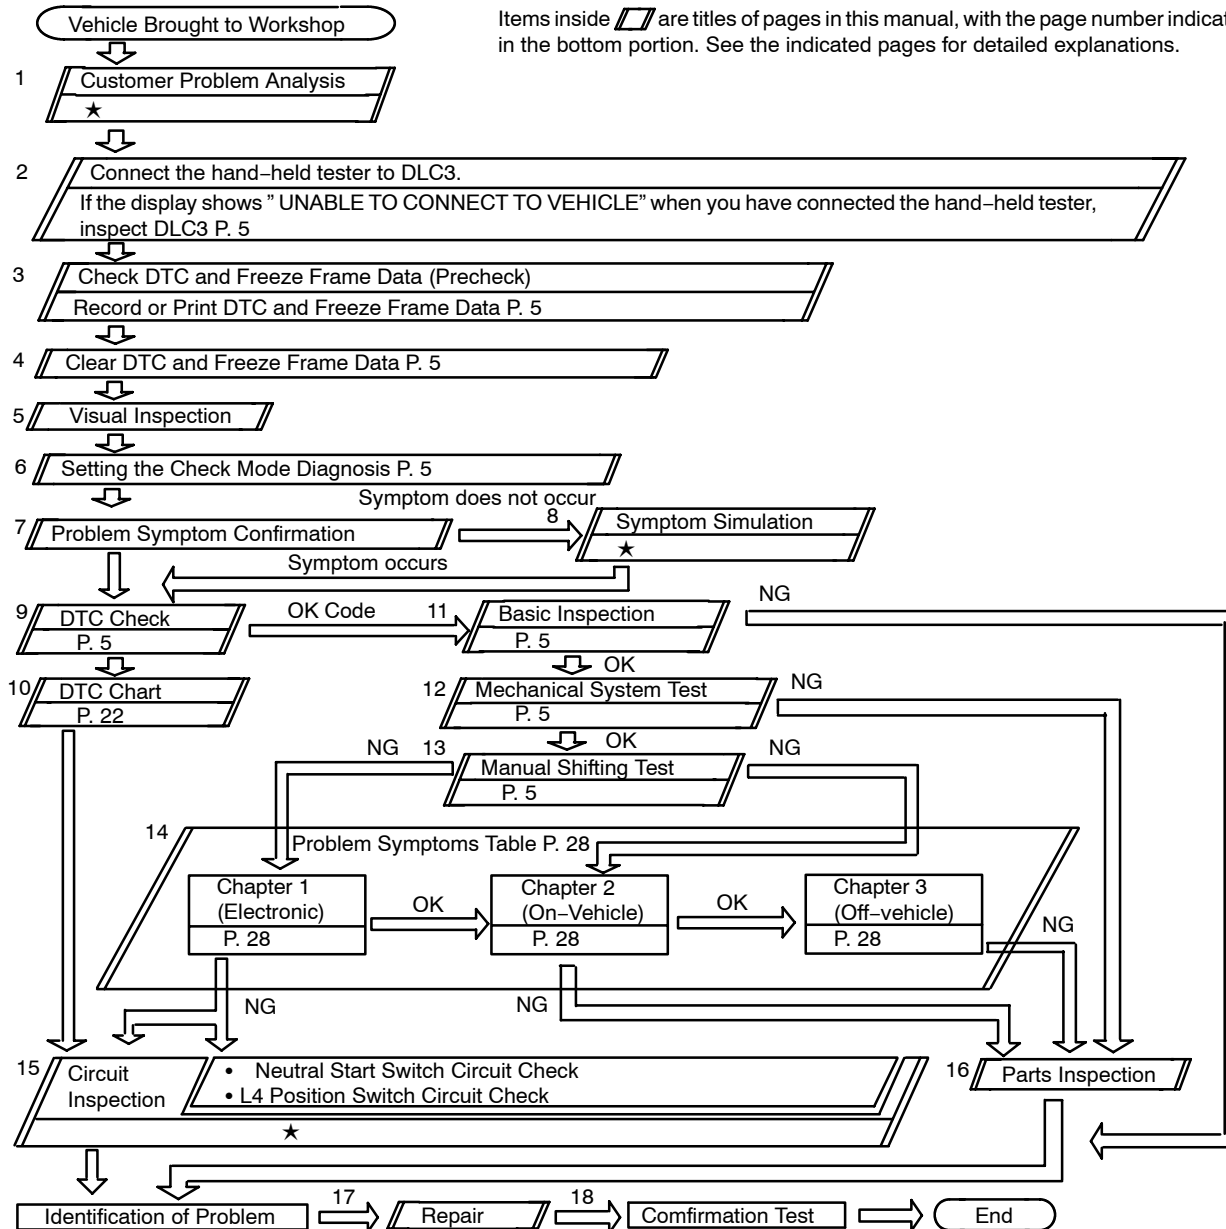 Vehicle Brought to Workshop
Items inside are titles of pages in this manual, with the page number indicat
in the bottom portion. See the indicated pages for detailed explanations.
1
Customer Problem Analysis
★
2
Connect the hand–held tester to DLC3.
If the display shows ” UNABLE TO CONNECT TO VEHICLE” when you have connected the hand–held tester,
inspect DLC3 P. 5
3
Check DTC and Freeze Frame Data (Precheck)
Record or Print DTC and Freeze Frame Data P. 5
4
Clear DTC and Freeze Frame Data P. 5
5
Visual Inspection
6
Setting the Check Mode Diagnosis P. 5
Symptom does not occur
7
Problem Symptom Confirmation
8
Symptom Simulation
★
Symptom occurs
9
DTC Check
P. 5
OK Code
11
Basic Inspection
P. 5
NG
OK
10
DTC Chart
P. 22
12
Mechanical System Test
P. 5
NG
OK
NG
13
Manual Shifting Test
P. 5
NG
14
Problem Symptoms Table P. 28
Chapter 1
(Electronic)
P. 28
OK
Chapter 2
(On–Vehicle)
P. 28
OK
Chapter 3
(Off–vehicle)
P. 28
NG
NG
NG
15
Circuit
Inspection
• Neutral Start Switch Circuit Check
• L4 Position Switch Circuit Check
★
16
Parts Inspection
Identification of Problem
17
Repair
18
Comfirmation Test
End